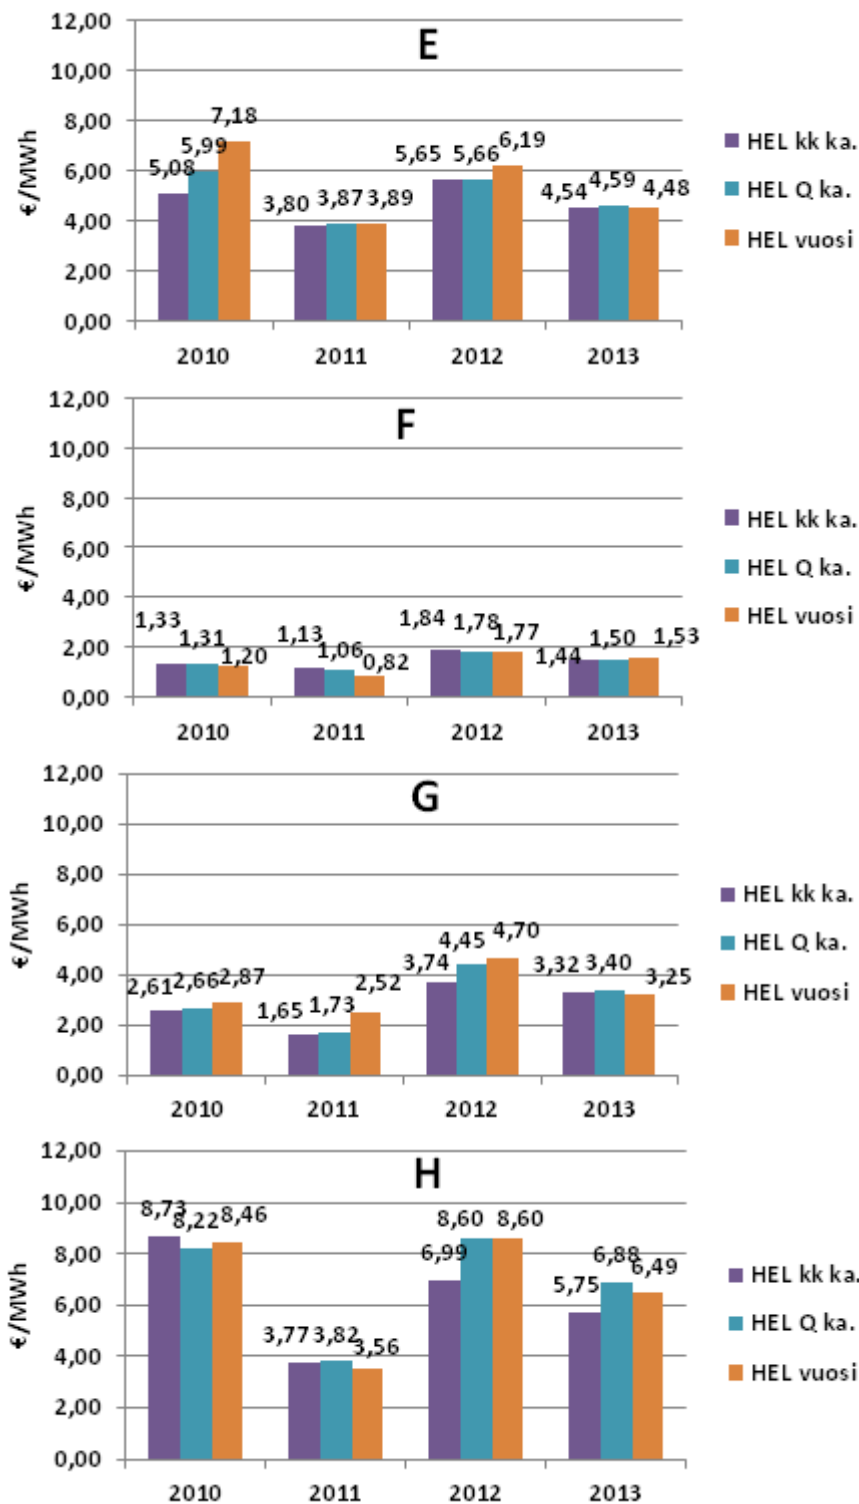 E
€/MWh
12,00
10,00
8,00
6,00
4,00
2,00
0,00
5,08 5,99 7,18
3,80 3,87 3,89
5,65 5,66 6,19
4,54 4,59 4,48
2010 2011 2012 2013
HEL kk ka.
HEL Q ka.
HEL vuosi
F
€/MWh
12,00
10,00
8,00
6,00
4,00
2,00
0,00
1,33 1,31 1,20
1,13 1,06 0,82
1,84 1,78 1,77
1,44 1,50 1,53
2010 2011 2012 2013
HEL kk ka.
HEL Q ka.
HEL vuosi
G
€/MWh
12,00
10,00
8,00
6,00
4,00
2,00
0,00
2,61 2,66 2,87
1,65 1,73 2,52
3,74 4,45 4,70
3,32 3,40 3,25
2010 2011 2012 2013
HEL kk ka.
HEL Q ka.
HEL vuosi
H
€/MWh
12,00
10,00
8,00
6,00
4,00
2,00
0,00
8,73 8,22 8,46
3,77 3,82 3,56
6,99 8,60 8,60
5,75 6,88 6,49
2010 2011 2012 2013
HEL kk ka.
HEL Q ka.
HEL vuosi